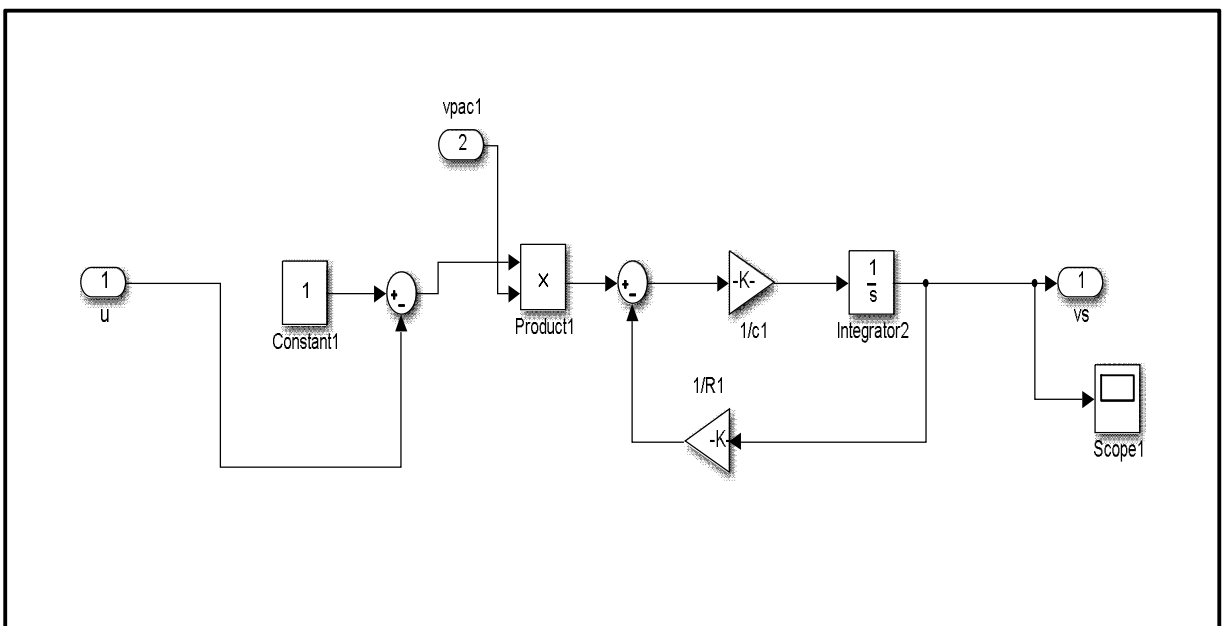 vpac1
2
1
u
1
Constant1
+
-
x
Product1
+
-
-K-
1/c1
1
s
Integrator2
1
vs
1/R1
-K-
Scope1